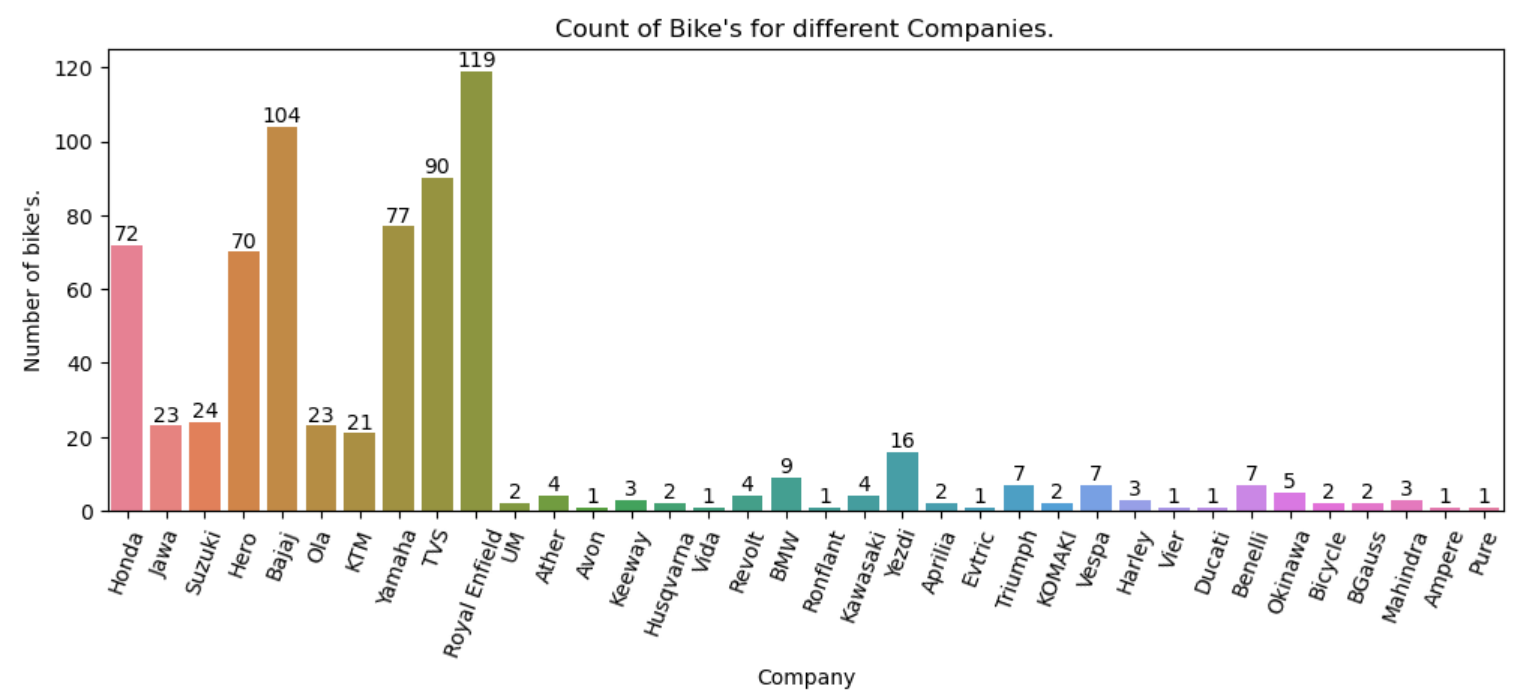 Count of Bike's for different Companies.
Number of bike's.
120
100
80
60
40
20
0
72
23
24
70
104
23
21
77
90
119
2
4
1
3
2
1
4
9
1
4
16
2
1
7
2
7
3
1
1
7
5
2
2
3
1
1
Honda
Jawa
Suzuki
Hero
Bajaj
Ola
KTM
Yamaha
TVS
Royal Enfield
UM
Ather
Avon
Keeway
Husqvarna
Vida
Revolt
BMW
Ronflant
Kawasaki
Yezdi
Aprilia
Evtric
Triumph
KOMAKI
Vespa
Harley
Vier
Ducati
Benelli
Okinawa
Bicycle
BGauss
Mahindra
Ampere
Pure
Company